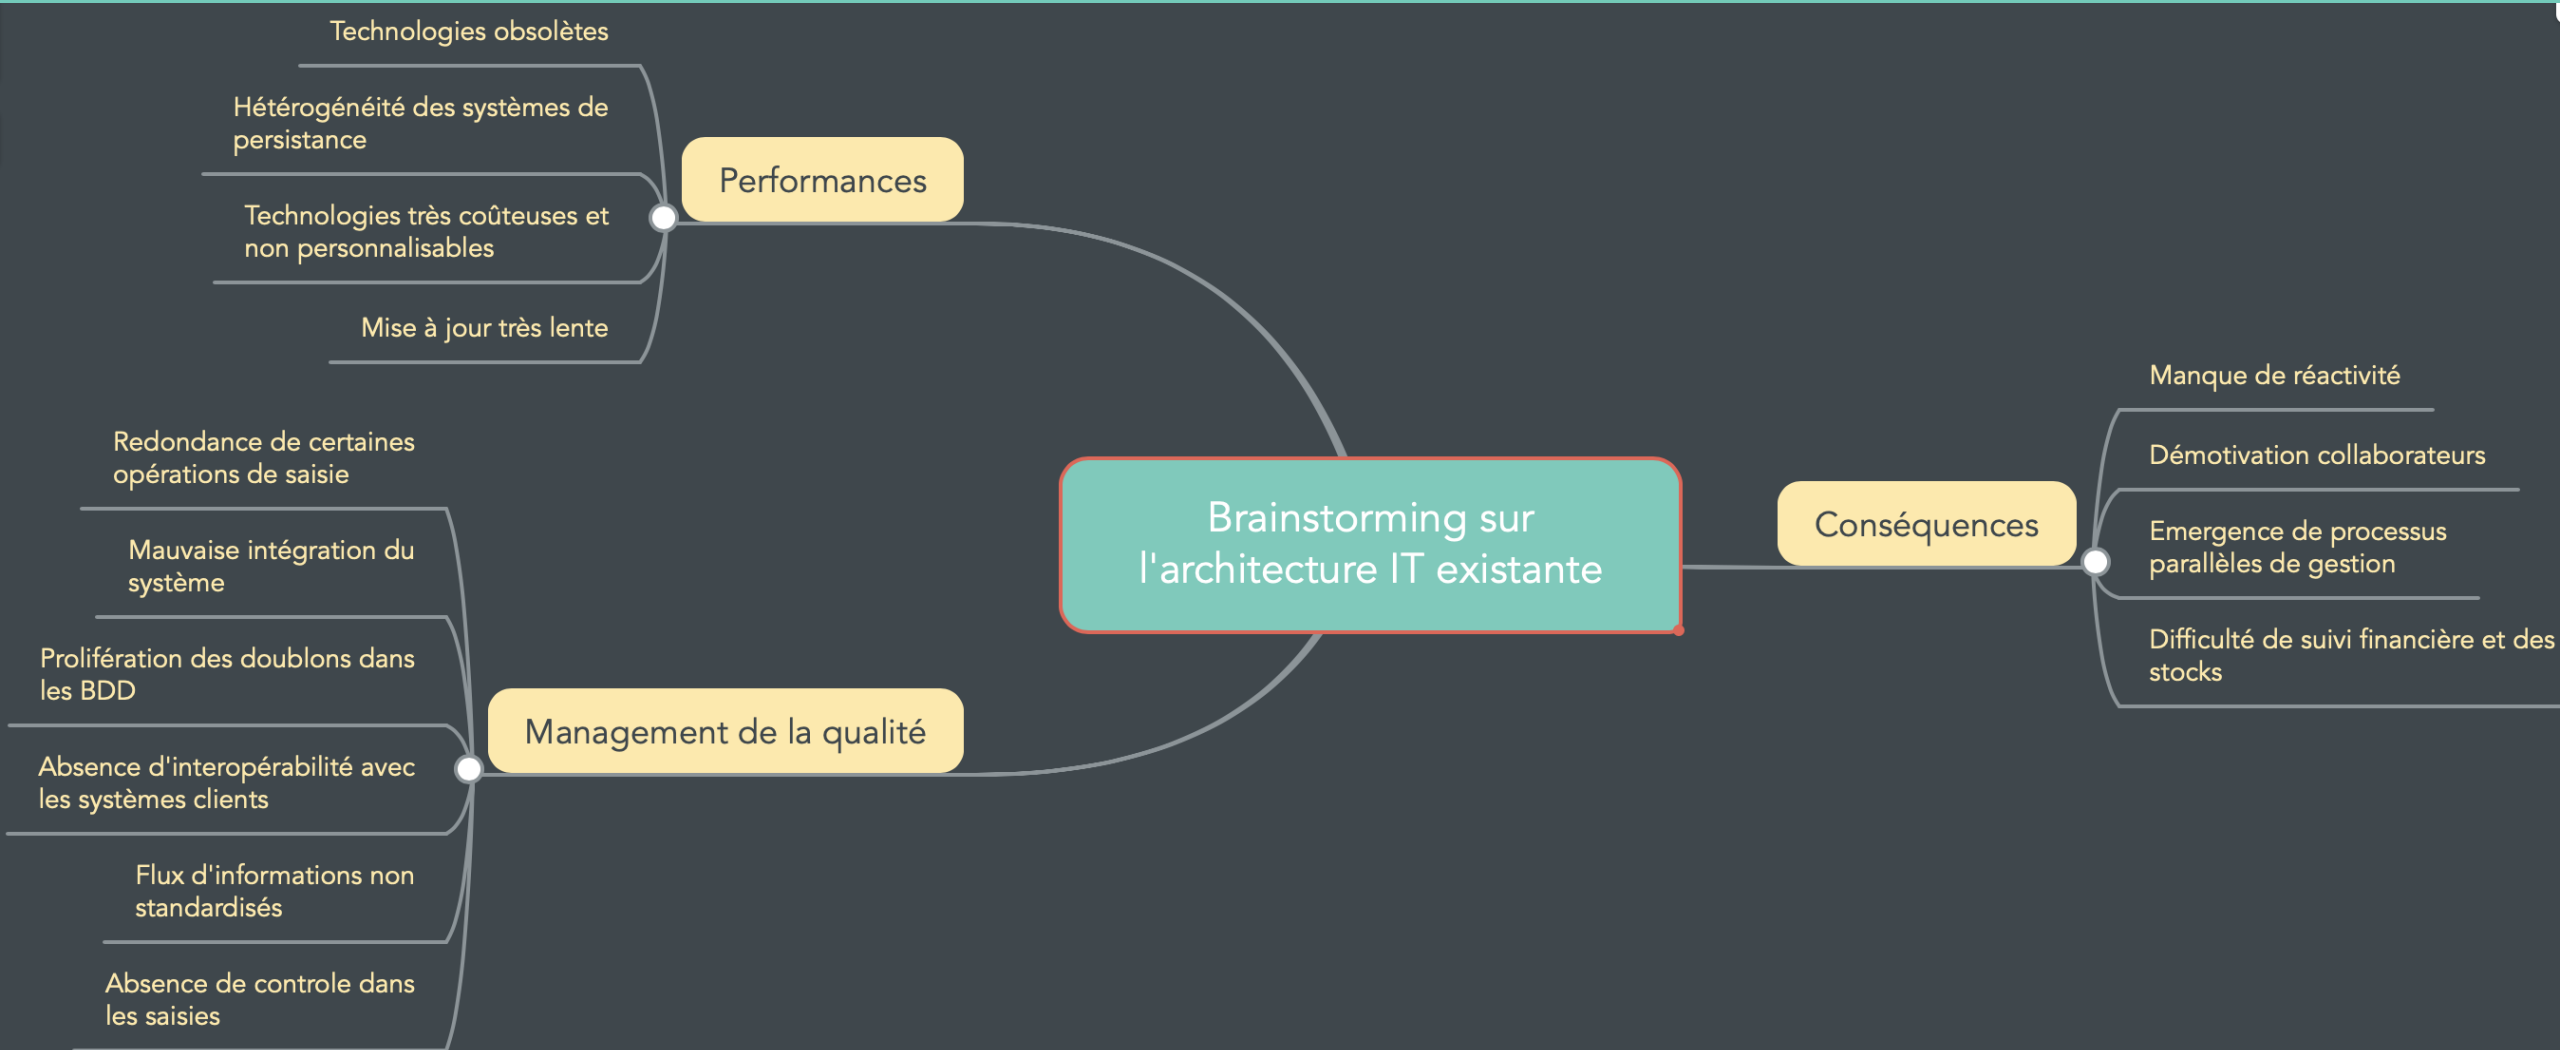 Technologies obsolètes
Hétérogénéité des systèmes de
persistance
Performances
Technologies très coûteuses et
non personnalisables
Mise à jour très lente
Redondance de certaines
opérations de saisie
Mauvaise intégration du
système
Prolifération des doublons dans
les BDD
Management de la qualité
Absence d'interopérabilité avec
les systèmes clients
Flux d'informations non
standardisés
Absence de controle dans
les saisies
Brainstorming sur
l'architecture IT existante
Conséquences
Manque de réactivité
Démotivation collaborateurs
Emergence de processus
parallèles de gestion
Difficulté de suivi financière et des
stocks